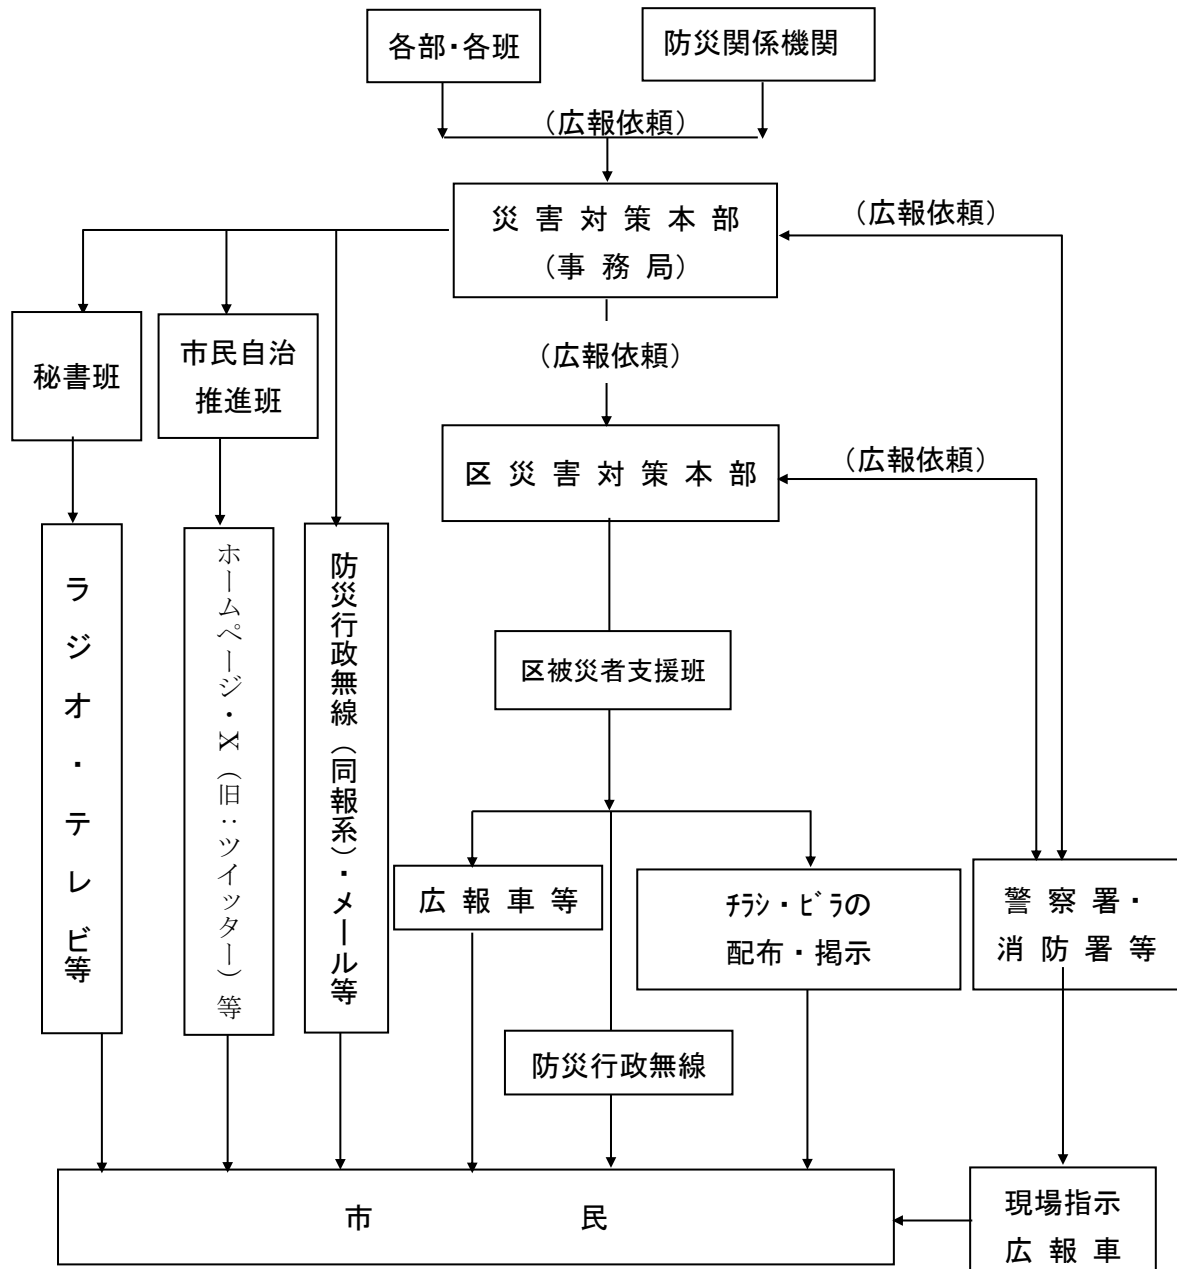 各部・各班
防災関係機関
（広報依頼）
災害対策本部
（事務局）
（広報依頼）
秘書班
市民自治
推進班
（広報依頼）
区災害対策本部
（広報依頼）
ラジオ・テレビ等
ホームページ・X（旧：ツイッター）等
防災行政無線（同報系）・メール等
区被災者支援班
広報車等
ﾁﾗｼ・ﾋﾞﾗの
配布・掲示
警察署・
消防署等
防災行政無線
市民
現場指示
広報車